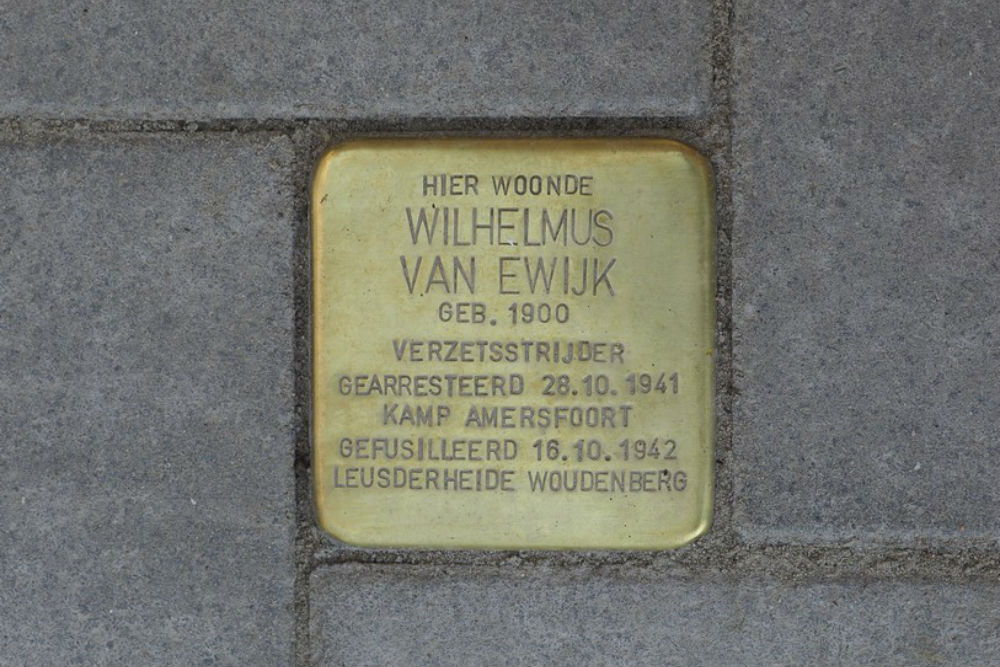 HIER WOONDE
WILHELMUS
VAN EWIJK
GEB. 1900
VERZETSSTRIJDER
GEARRESTEERD 28.10.1941
KAMP AMERSFOORT
GEFUSILLEERD 16.10.1942
LEUSDERHEIDE WOUDENBERG